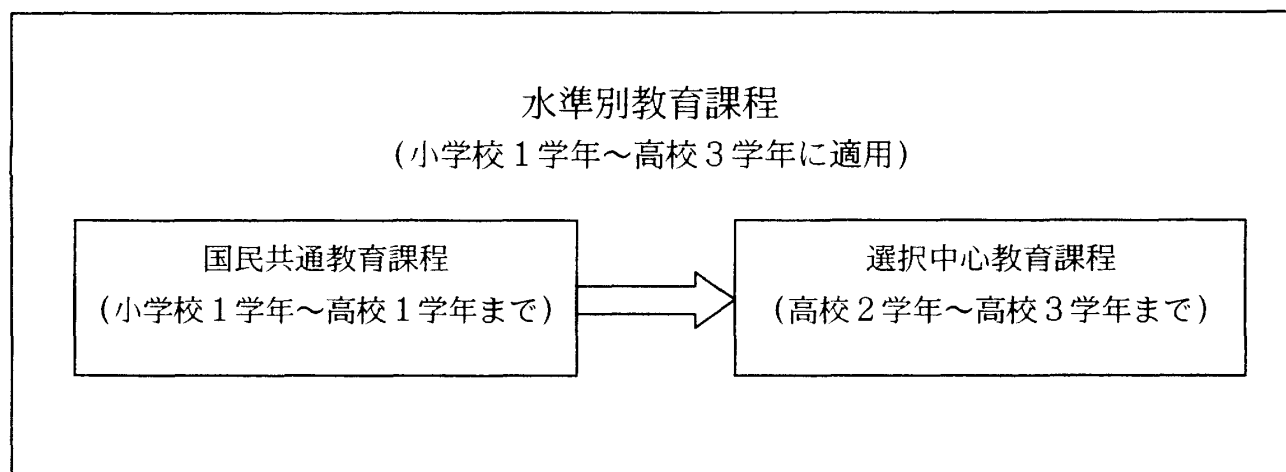 水準別教育課程
(小学校1学年~高校3学年に適用)
国民共通教育課程
(小学校1学年~高校1学年まで)
選択中心教育課程
(高校2学年~高校3学年まで)